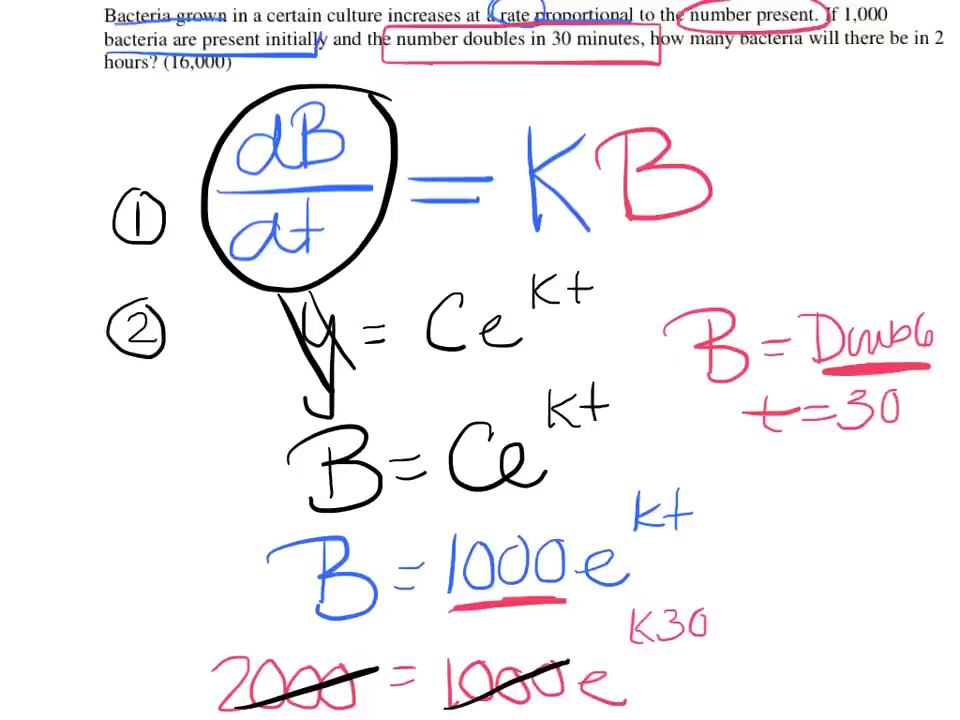 Bacteria grown in a certain culture increases at a rate proportional to the number present. If 1,000
bacteria are present initially and the number doubles in 30 minutes, how many bacteria will there be in 2
hours? (16,000)
① dB/dt = KB
② y = Ce^Kt
B = Double
t = 30
B = Ce^Kt
B = 1000e^Kt
2000 = 1000e^K30